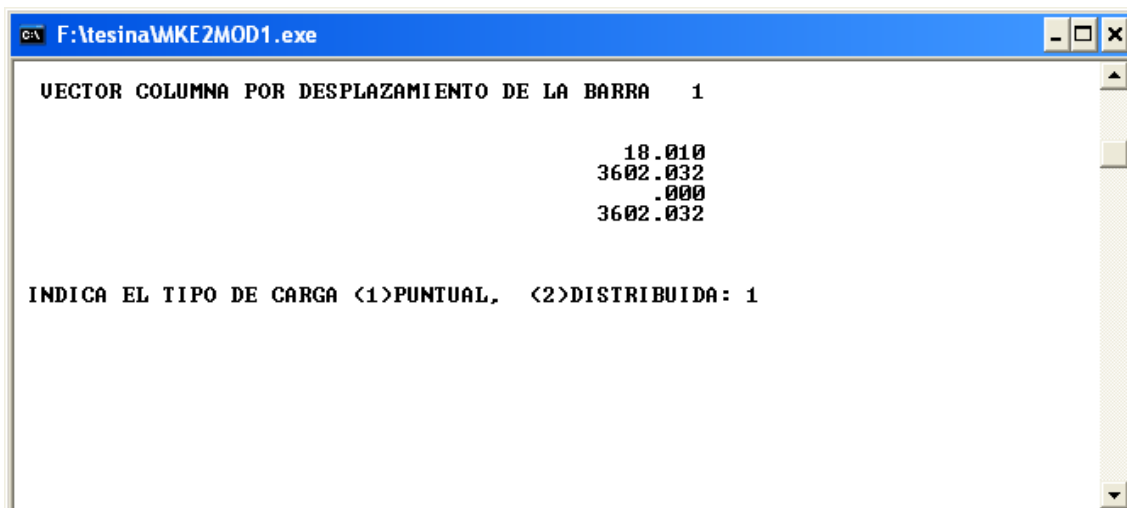 F:\tesina\MKE2MOD1.exe
VECTOR COLUMNA POR DESPLAZAMIENTO DE LA BARRA 1
18.010
3602.032
.000
3602.032
INDICA EL TIPO DE CARGA (1)PUNTUAL, (2)DISTRIBUIDA: 1